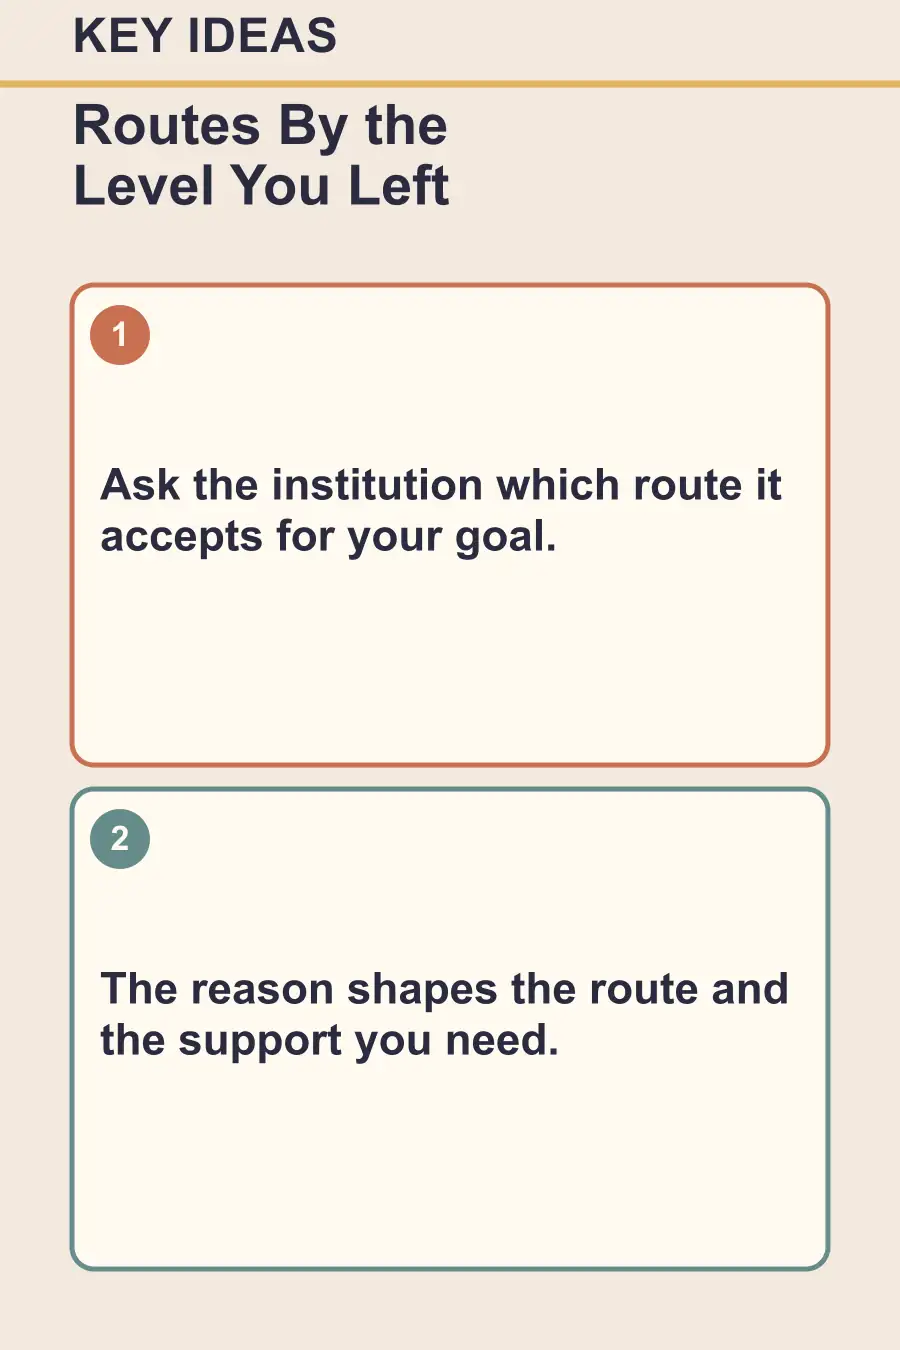 KEY IDEAS
Routes By the
Level You Left
1
Ask the institution which route it
accepts for your goal.
2
The reason shapes the route and
the support you need.